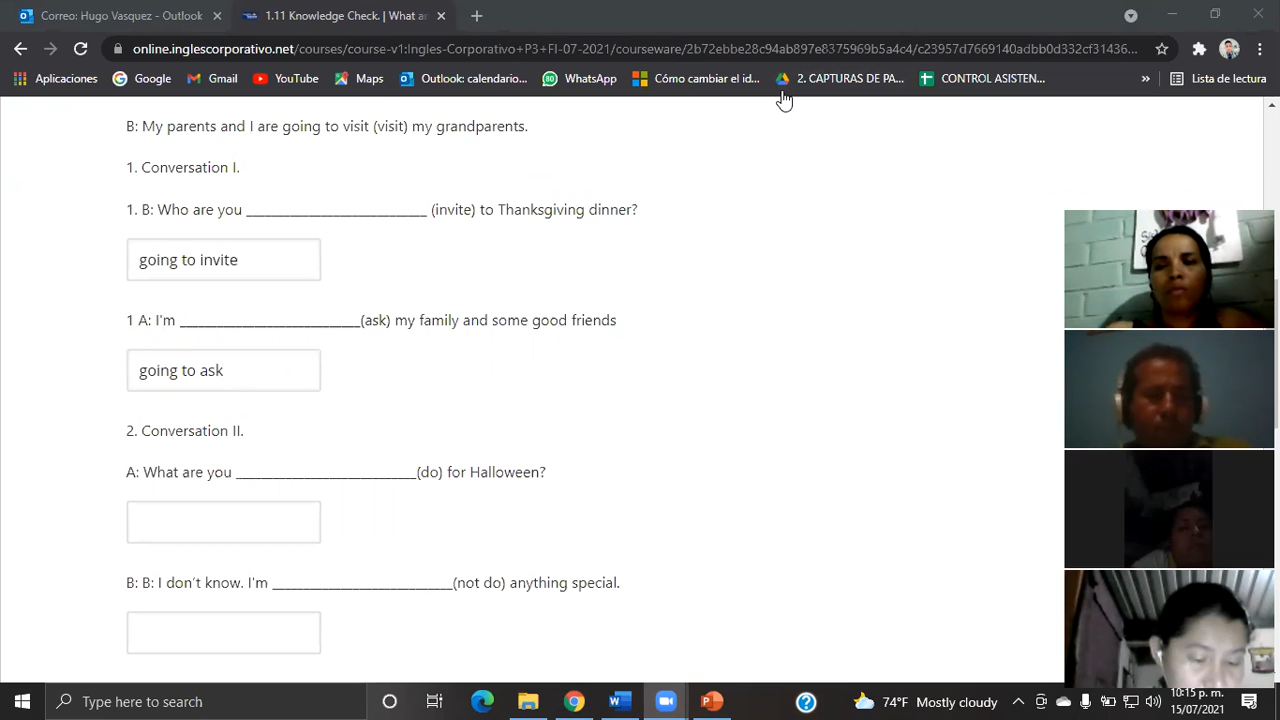 Correo: Hugo Vasquez - Outlook
1.11 Knowledge Check. | What ar
online.inglescorporativo.net/courses/course-v1:Ingles-Corporativo+P3+FI-07-2021/courseware/2b72ebbe28c94ab897e8375969b5a4c4/c23957d7669140adbb0d332cf31436...
Aplicaciones Google Gmail YouTube Maps Outlook: calendario... WhatsApp Cómo cambiar el id... 2. CAPTURAS DE PA... CONTROL ASISTEN... » Lista de lectura
B: My parents and I are going to visit (visit) my grandparents.
1. Conversation I.
1. B: Who are you ___________________________ (invite) to Thanksgiving dinner?
going to invite
1 A: I'm ___________________________(ask) my family and some good friends
going to ask
2. Conversation II.
A: What are you ___________________________(do) for Halloween?
B: B: I don't know. I'm ___________________________(not do) anything special.
Type here to search
74°F Mostly cloudy
10:15 p. m.
15/07/2021